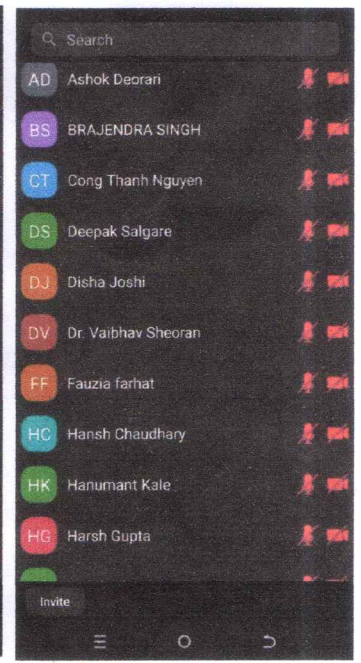 Search
AD Ashok Deorari
BS BRAJENDRA SINGH
CT Cong Thanh Nguyen
DS Deepak Salgare
DJ Disha Joshi
DV Dr. Vaibhav Sheoran
FF Fauzia farhat
HC Hansh Chaudhary
HK Hanumant Kale
HG Harsh Gupta
Invite